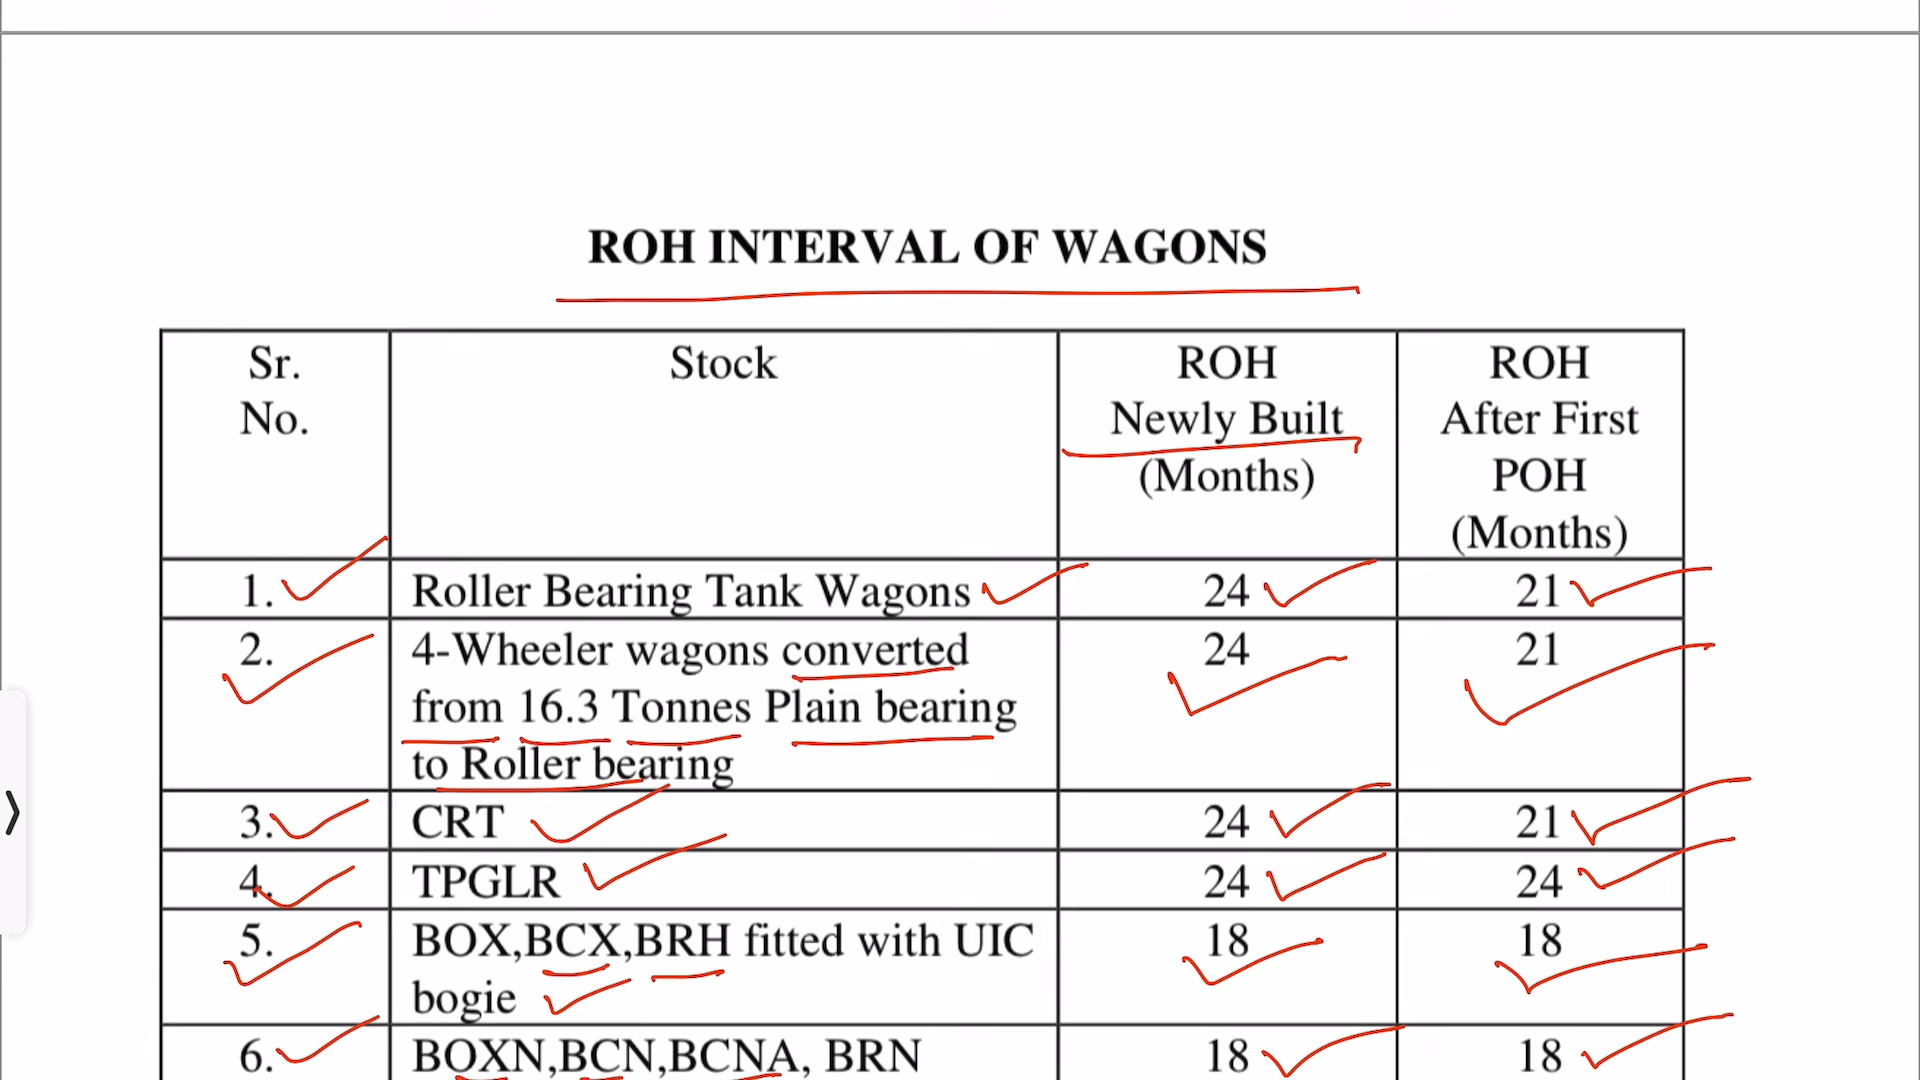 ROH INTERVAL OF WAGONS
Sr.
No.
Stock
ROH
Newly Built
(Months)
ROH
After First
POH
(Months)
1.
Roller Bearing Tank Wagons
24
21
2.
4-Wheeler wagons converted
from 16.3 Tonnes Plain bearing
to Roller bearing
24
21
3.
CRT
24
21
4.
TPGLR
24
24
5.
BOX,BCX,BRH fitted with UIC
bogie
18
18
6.
BOXN,BCN,BCNA, BRN
18
18